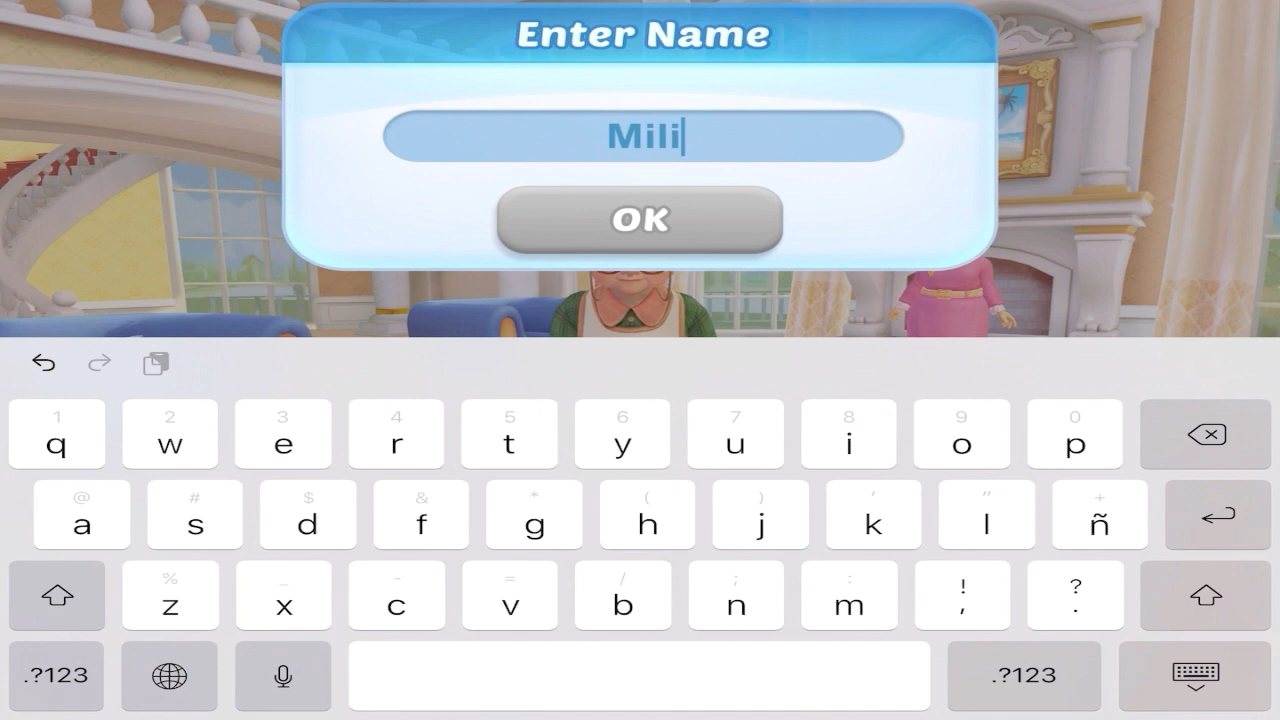 Enter Name
Mili
OK
1 2 3 4 5 6 7 8 9 0
q w e r t y u i o p
@ # $ & * ( ) ' " +
a s d f g h j k l ñ
% _ - = / ; : ! ?
z x c v b n m , .
.?123 .?123